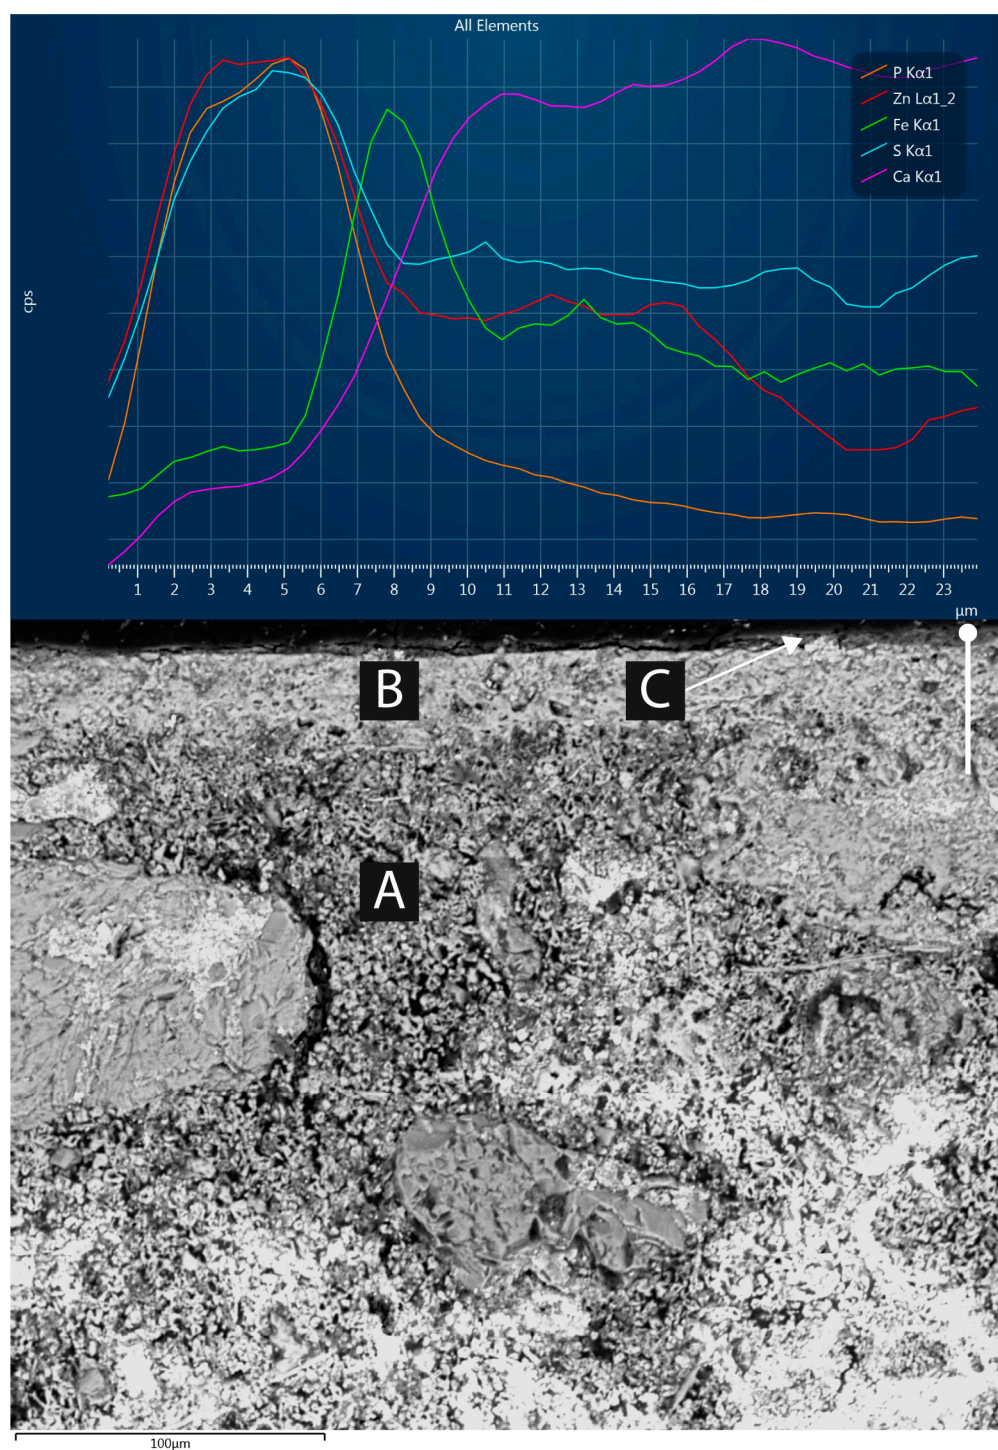 All Elements
P Kα1
Zn Lα1_2
Fe Kα1
S Kα1
Ca Kα1
cps
1 2 3 4 5 6 7 8 9 10 11 12 13 14 15 16 17 18 19 20 21 22 23
µm
B
C
A
100µm